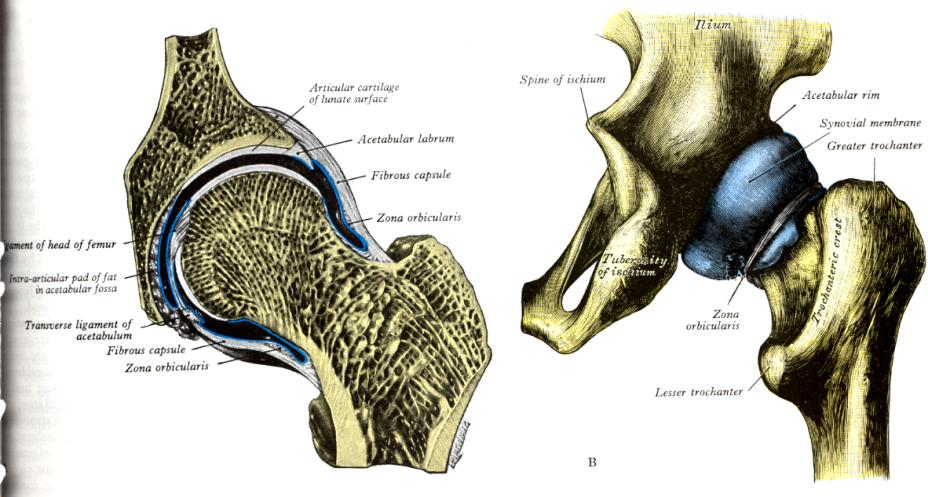 Articular cartilage
of lunate surface
Acetabular labrum
Fibrous capsule
Zona orbicularis
gament of head of femur
Intra-articular pad of fat
in acetabular fossa
Transverse ligament of
acetabulum
Fibrous capsule
Zona orbicularis
Ilium
Spine of ischium
Acetabular rim
Synovial membrane
Greater trochanter
Tuberosity
of ischium
Trochanteric crest
Zona
orbicularis
Lesser trochanter
B